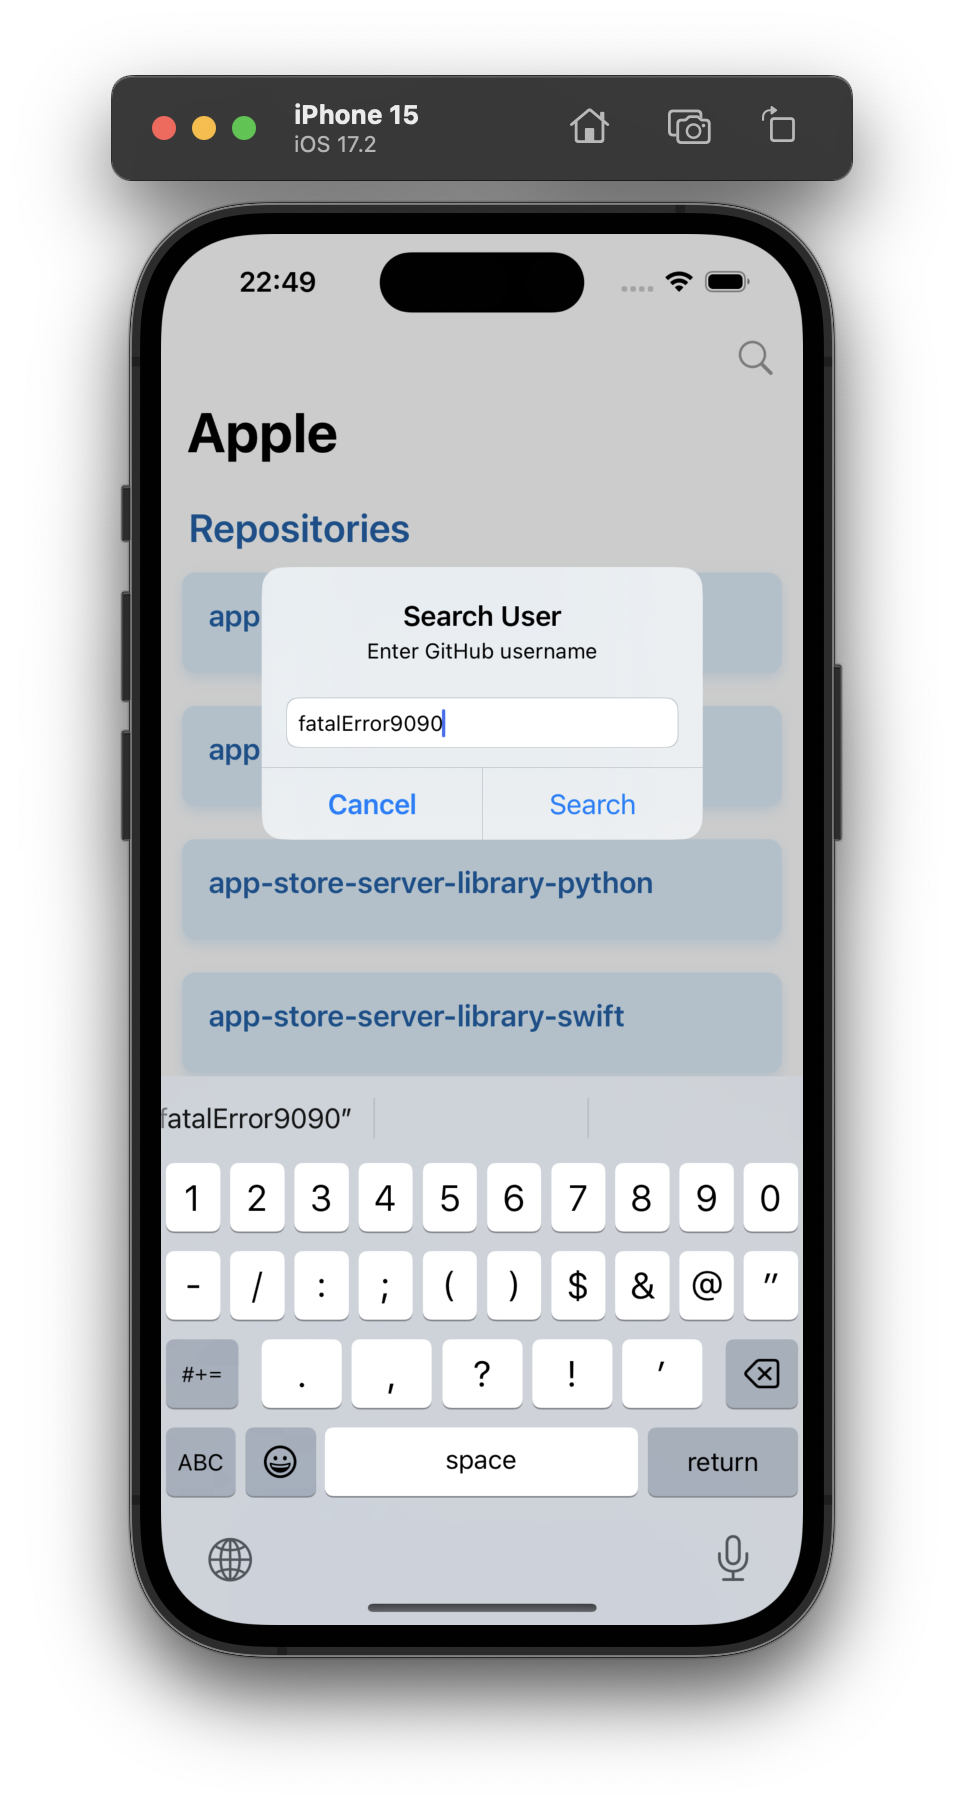 iPhone 15
iOS 17.2
22:49
Apple
Repositories
app
app
Search User
Enter GitHub username
fatalError9090
Cancel
Search
app-store-server-library-python
app-store-server-library-swift
fatalError9090”
1 2 3 4 5 6 7 8 9 0
- / : ; ( ) $ & @ "
#+= . , ? ! '
ABC space return